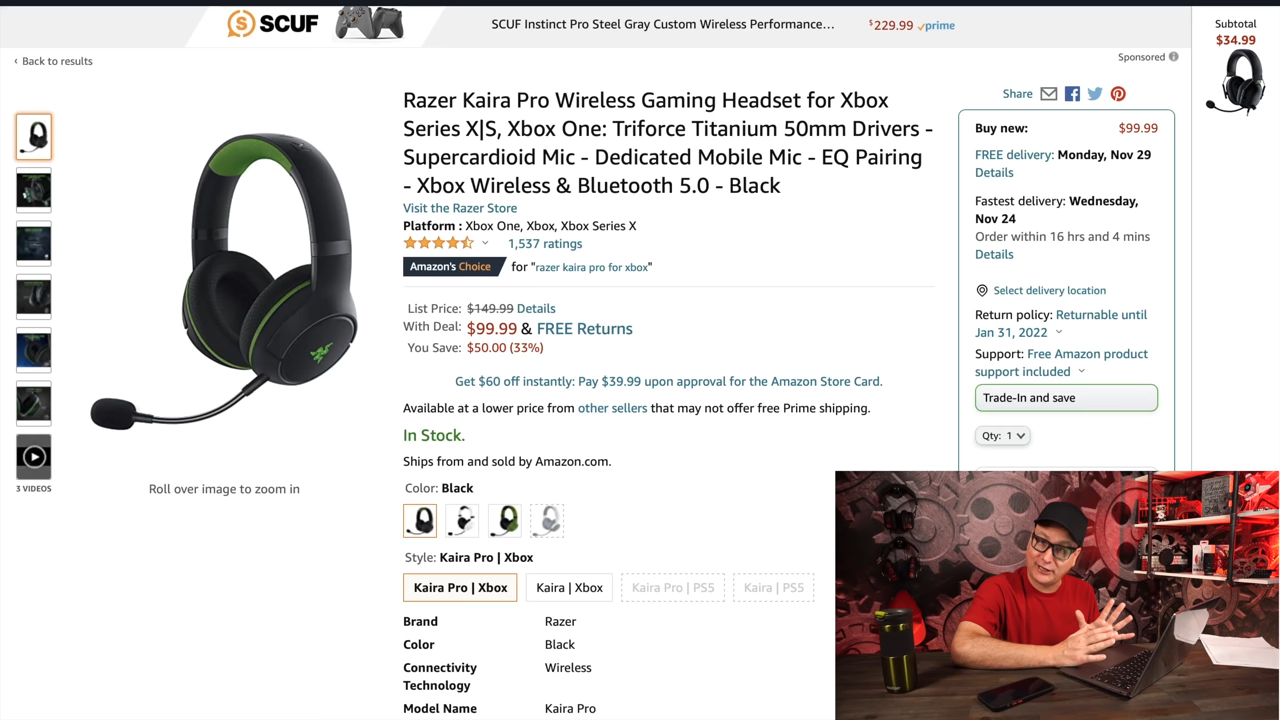 SCUF
SCUF Instinct Pro Steel Gray Custom Wireless Performance…
$229.99 prime
Subtotal
$34.99
‹ Back to results
Sponsored
Share
Razer Kaira Pro Wireless Gaming Headset for Xbox
Series X|S, Xbox One: Triforce Titanium 50mm Drivers -
Supercardioid Mic - Dedicated Mobile Mic - EQ Pairing
- Xbox Wireless & Bluetooth 5.0 - Black
Visit the Razer Store
Platform : Xbox One, Xbox, Xbox Series X
1,537 ratings
Amazon's Choice for "razer kaira pro for xbox"
List Price: $149.99 Details
With Deal: $99.99 & FREE Returns
You Save: $50.00 (33%)
Get $60 off instantly: Pay $39.99 upon approval for the Amazon Store Card.
Available at a lower price from other sellers that may not offer free Prime shipping.
In Stock.
Ships from and sold by Amazon.com.
Color: Black
Style: Kaira Pro | Xbox
Kaira Pro | Xbox
Kaira | Xbox
Kaira Pro | PS5
Kaira | PS5
Brand Razer
Color Black
Connectivity Wireless
Technology
Model Name Kaira Pro
3 VIDEOS
Roll over image to zoom in
Buy new: $99.99
FREE delivery: Monday, Nov 29
Details
Fastest delivery: Wednesday,
Nov 24
Order within 16 hrs and 4 mins
Details
Select delivery location
Return policy: Returnable until
Jan 31, 2022
Support: Free Amazon product
support included
Trade-In and save
Qty: 1